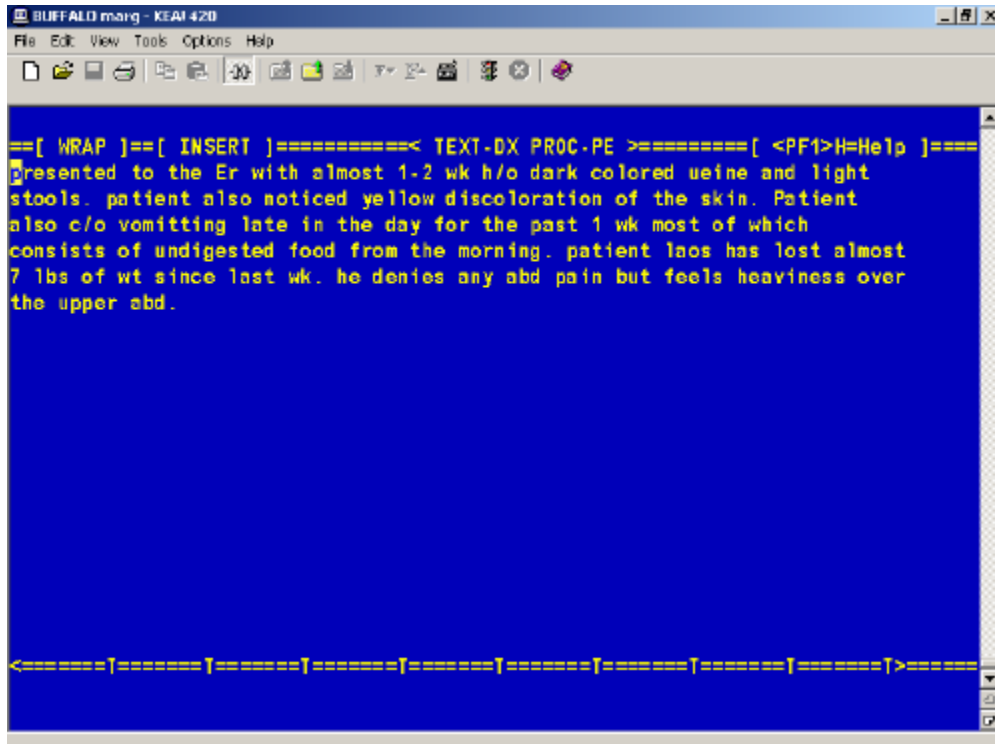 BUFFALO marg - KEA! 420
File Edit View Tools Options Help
==[ WRAP ]==[ INSERT ]===========< TEXT-DX PROC-PE >=========[ <PF1>H=Help ]====
presented to the Er with almost 1-2 wk h/o dark colored ueine and light
stools. patient also noticed yellow discoloration of the skin. Patient
also c/o vomitting late in the day for the past 1 wk most of which
consists of undigested food from the morning. patient laos has lost almost
7 lbs of wt since last wk. he denies any abd pain but feels heaviness over
the upper abd.
<=======T=======T=======T=======T=======T=======T=======T=======T=======T>======